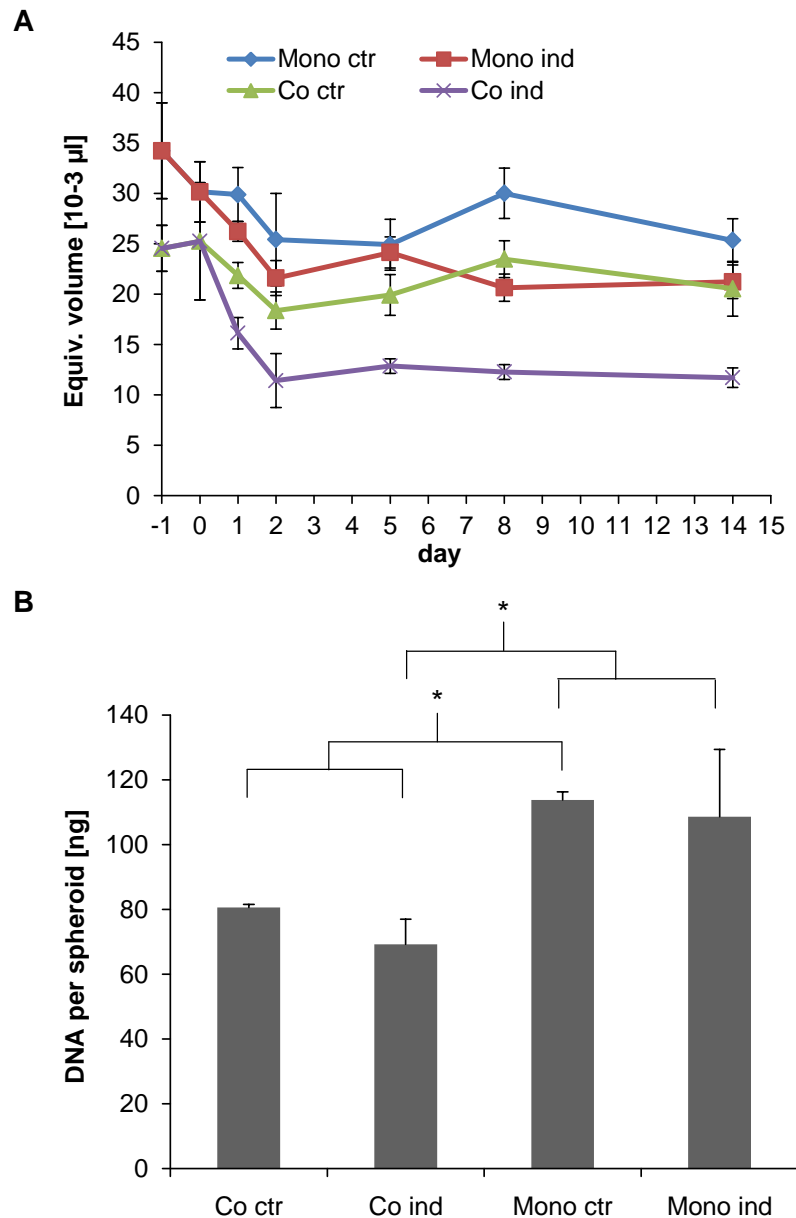 A
45
40
35
30
25
20
15
10
5
0
Equiv. volume [10-3 µl]
Mono ctr Mono ind
Co ctr Co ind
-1 0 1 2 3 4 5 6 7 8 9 10 11 12 13 14 15
day
B
*
*
140
120
100
80
60
40
20
0
DNA per spheroid [ng]
Co ctr Co ind Mono ctr Mono ind